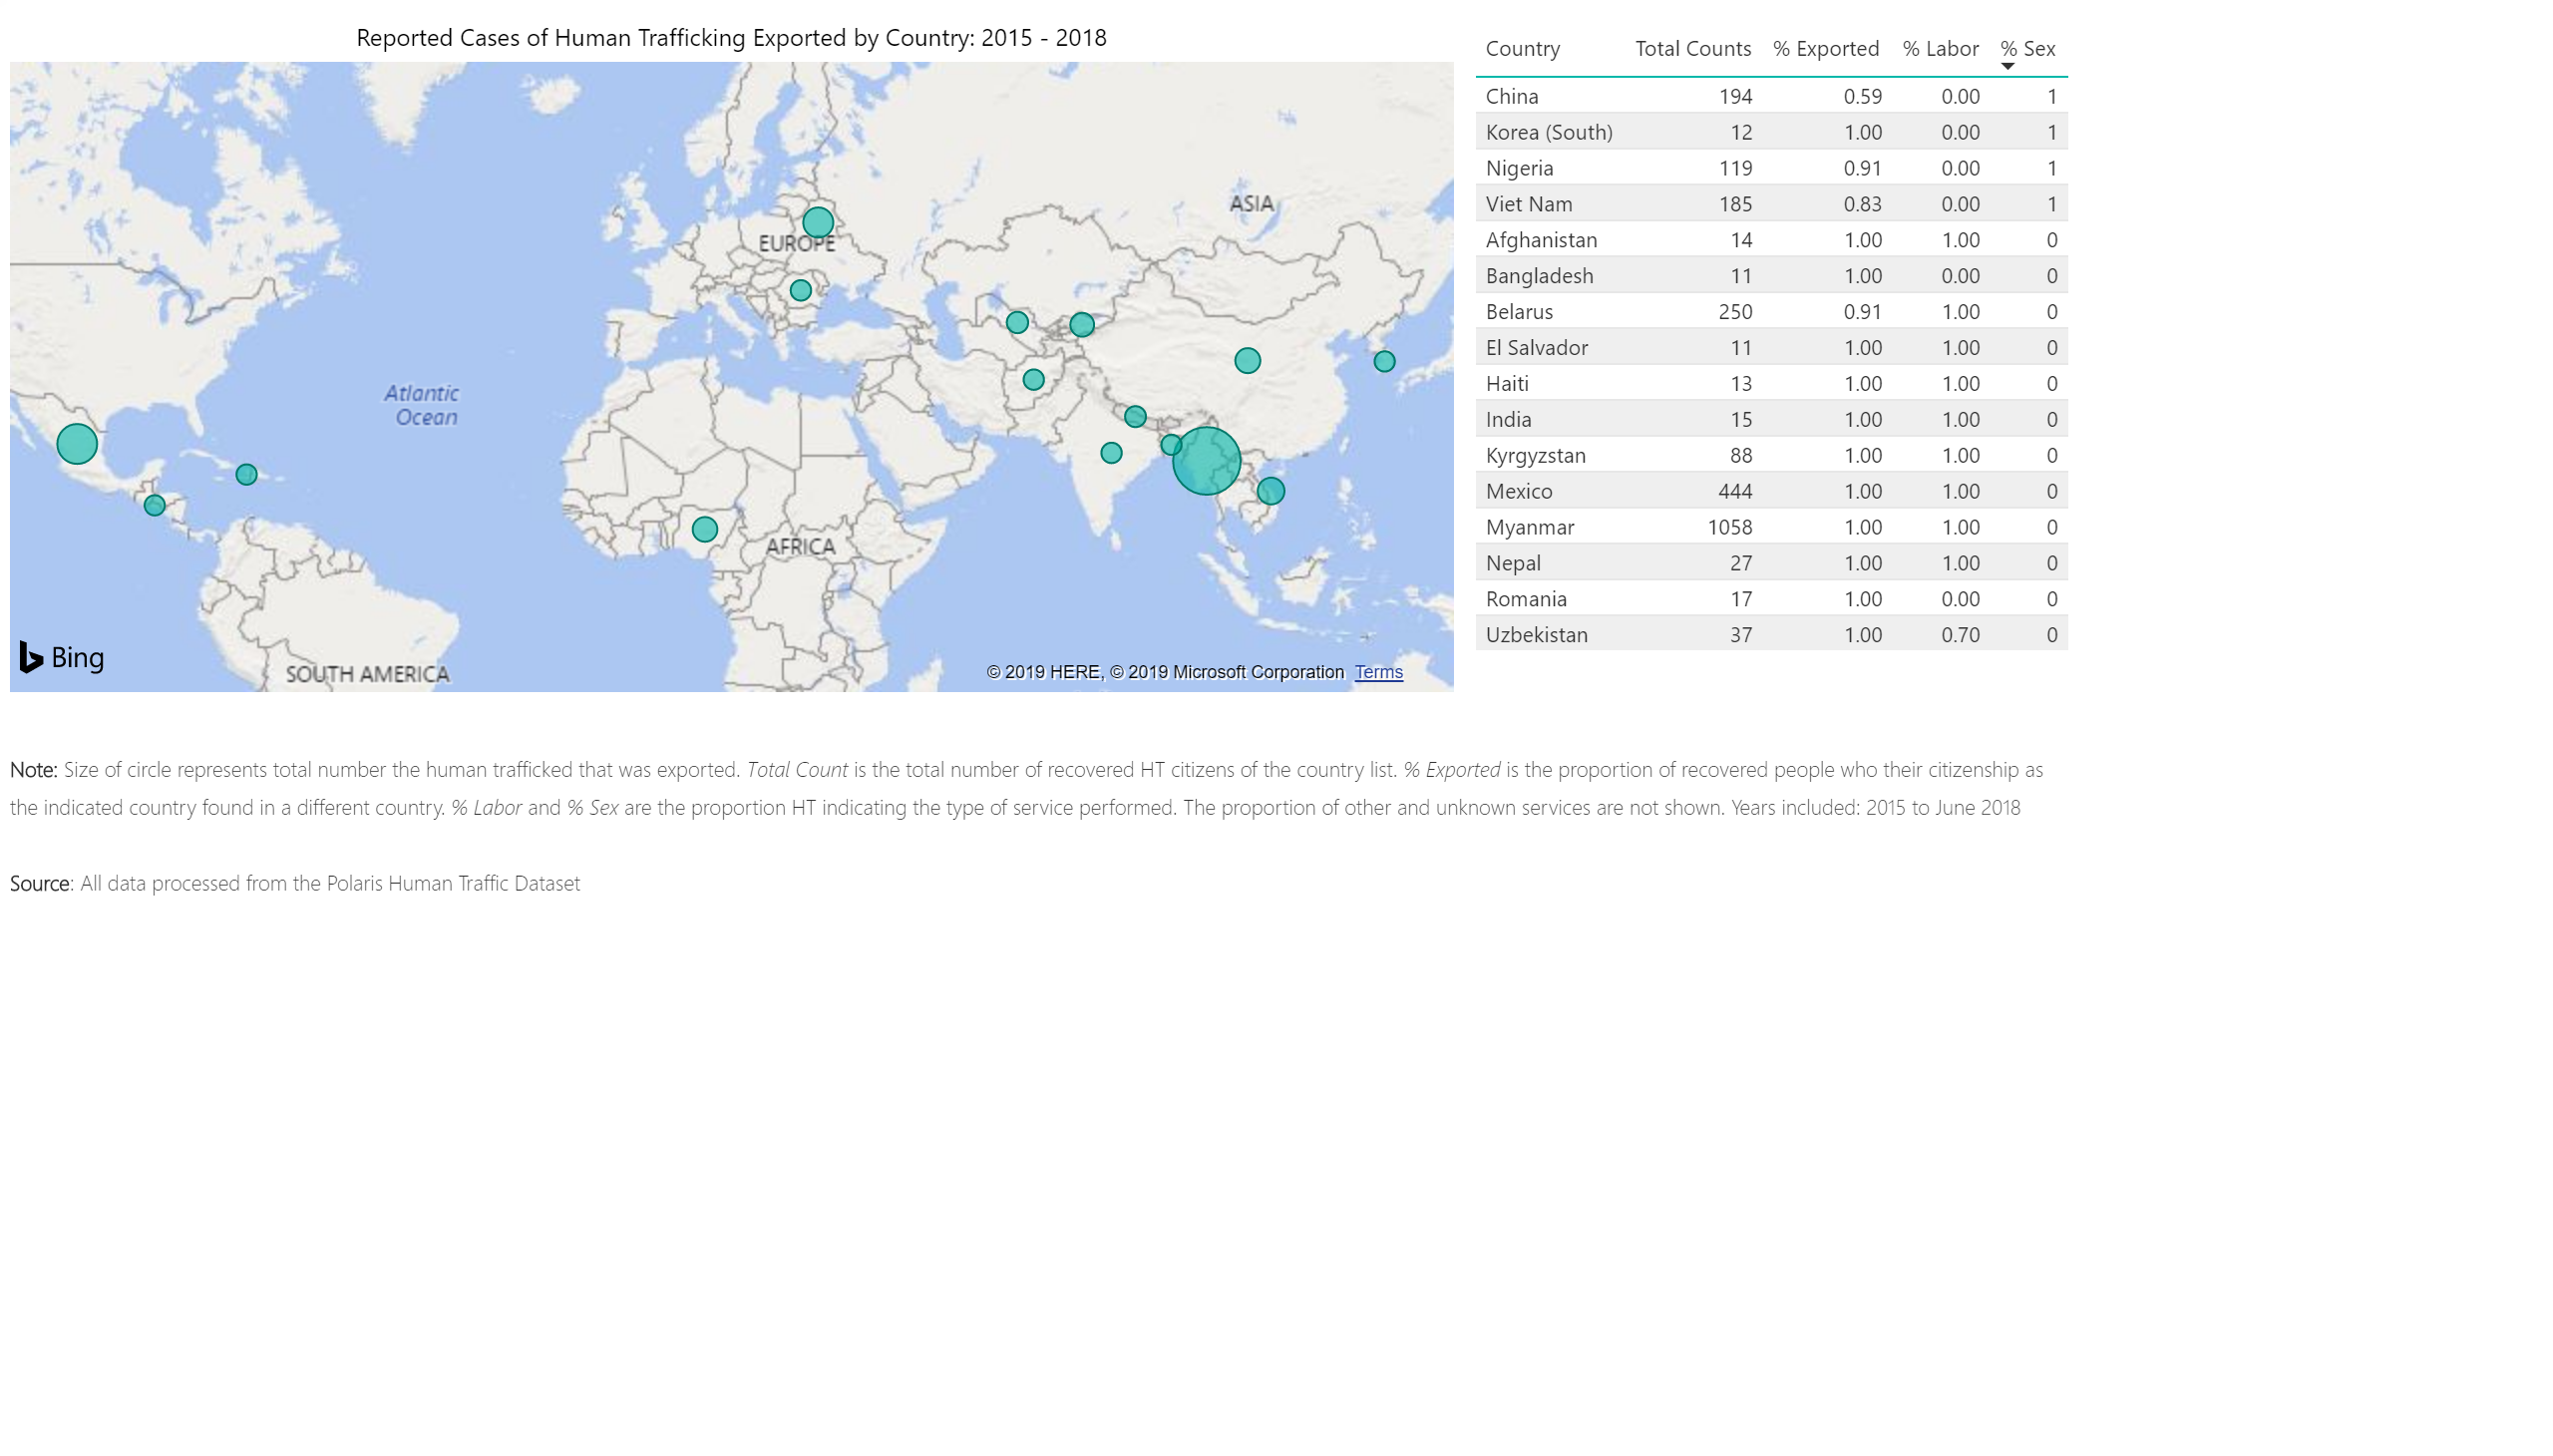 Reported Cases of Human Trafficking Exported by Country: 2015 - 2018
ASIA
EUROPE
Atlantic
Ocean
AFRICA
SOUTH AMERICA
Bing
© 2019 HERE, © 2019 Microsoft Corporation Terms
Country Total Counts % Exported % Labor % Sex
China 194 0.59 0.00 1
Korea (South) 12 1.00 0.00 1
Nigeria 119 0.91 0.00 1
Viet Nam 185 0.83 0.00 1
Afghanistan 14 1.00 1.00 0
Bangladesh 11 1.00 0.00 0
Belarus 250 0.91 1.00 0
El Salvador 11 1.00 1.00 0
Haiti 13 1.00 1.00 0
India 15 1.00 1.00 0
Kyrgyzstan 88 1.00 1.00 0
Mexico 444 1.00 1.00 0
Myanmar 1058 1.00 1.00 0
Nepal 27 1.00 1.00 0
Romania 17 1.00 0.00 0
Uzbekistan 37 1.00 0.70 0
Note: Size of circle represents total number the human trafficked that was exported. Total Count is the total number of recovered HT citizens of the country list. % Exported is the proportion of recovered people who their citizenship as
the indicated country found in a different country. % Labor and % Sex are the proportion HT indicating the type of service performed. The proportion of other and unknown services are not shown. Years included: 2015 to June 2018
Source: All data processed from the Polaris Human Traffic Dataset